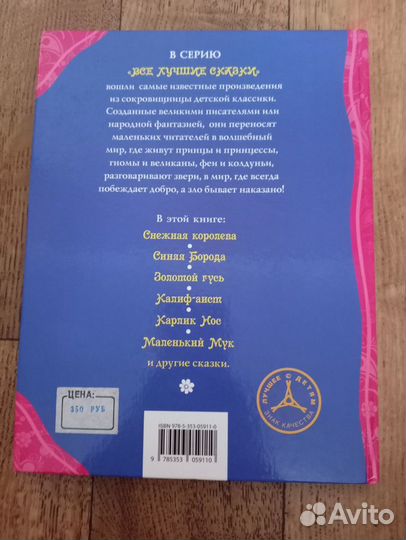 В СЕРИЮ
«ВСЕ ЛУЧШИЕ СКАЗКИ»
вошли самые известные произведения
из сокровищницы детской классики.
Созданные великими писателями или
народной фантазией, они переносят
маленьких читателей в волшебный
мир, где живут принцы и принцессы,
гномы и великаны, феи и колдуньи,
разговаривают звери, в мир, где всегда
побеждает добро, а зло бывает наказано!
В этой книге:
Снежная королева
Синяя Борода
Золотой гусь
Калиф-аист
Карлик Нос
Маленький Мук
и другие сказки.
ЦЕНА:
350 РУБ
ISBN 978-5-353-05911-0
9 785353 059110
ЛУЧШЕЕ ДЕТЯМ
ЗНАК КАЧЕСТВА
Avito